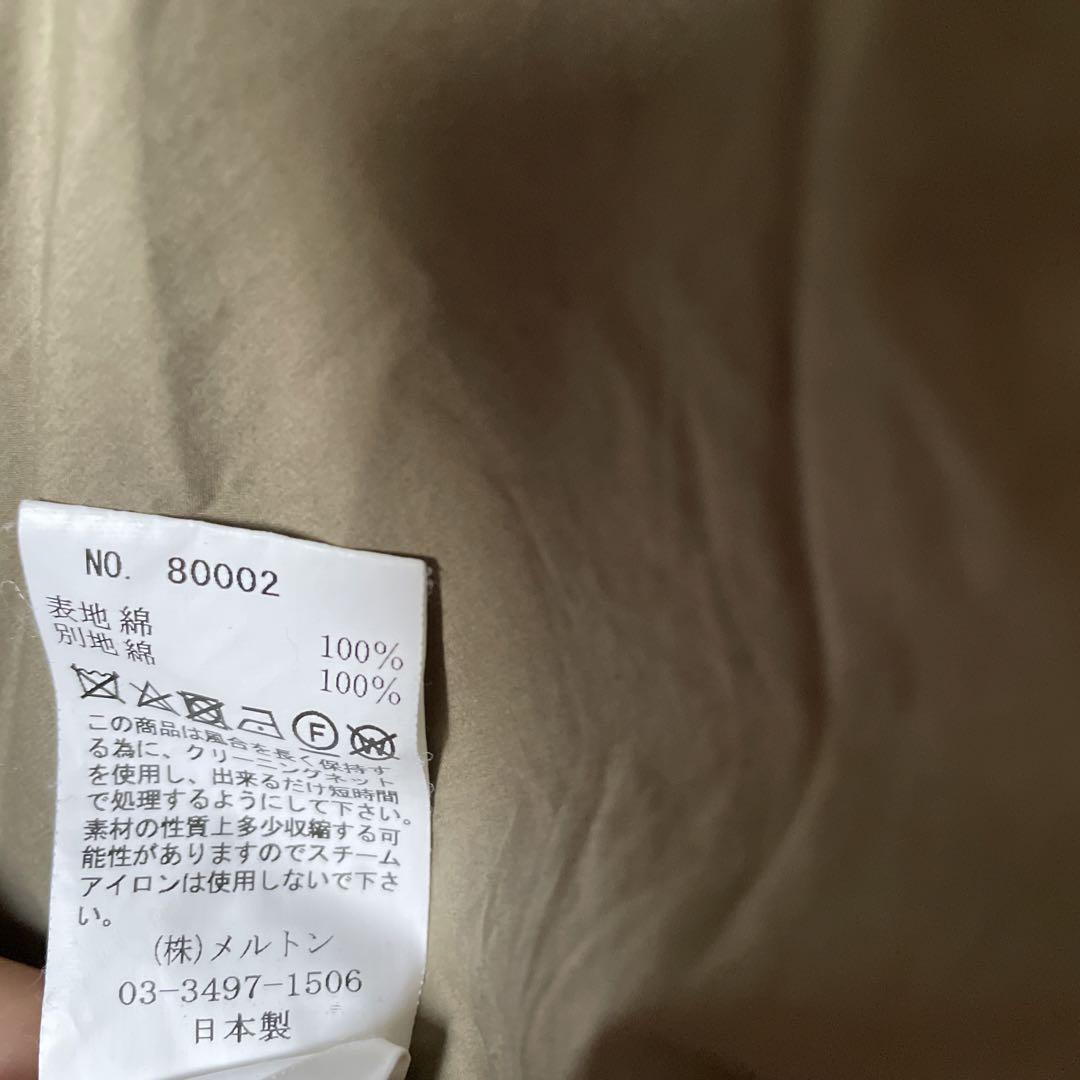 NO. 80002
表地 綿 100%
別地 綿 100%
F W
この商品は風合を長く保持す
る為に、クリーニングネット
を使用し、出来るだけ短時間
で処理するようにして下さい。
素材の性質上多少収縮する可
能性がありますのでスチーム
アイロンは使用しないで下さ
い。
(株)メルトン
03-3497-1506
日本製